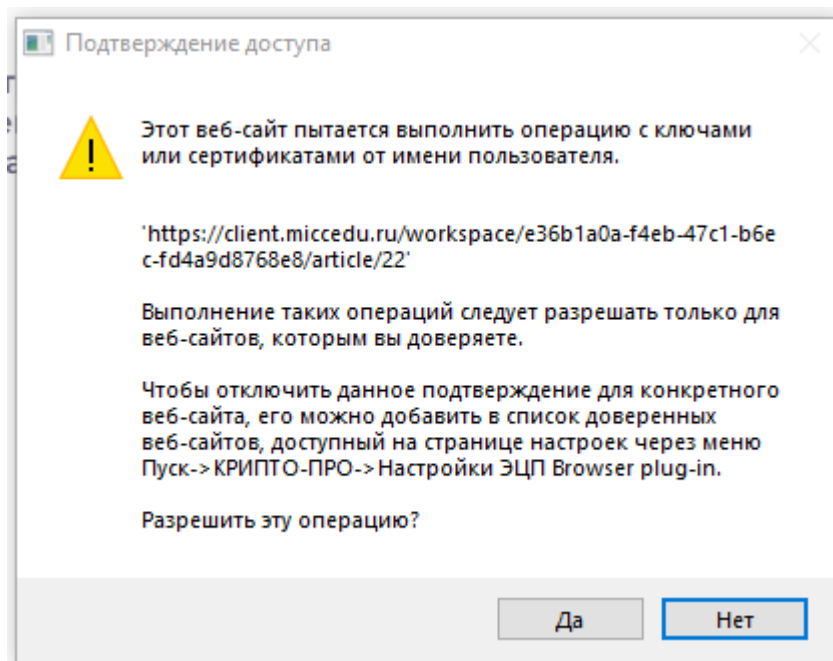 Подтверждение доступа
Этот веб-сайт пытается выполнить операцию с ключами
или сертификатами от имени пользователя.
'https://client.miccedu.ru/workspace/e36b1a0a-f4eb-47c1-b6e
c-fd4a9d8768e8/article/22'
Выполнение таких операций следует разрешать только для
веб-сайтов, которым вы доверяете.
Чтобы отключить данное подтверждение для конкретного
веб-сайта, его можно добавить в список доверенных
веб-сайтов, доступный на странице настроек через меню
Пуск->КРИПТО-ПРО->Настройки ЭЦП Browser plug-in.
Разрешить эту операцию?
Да
Нет